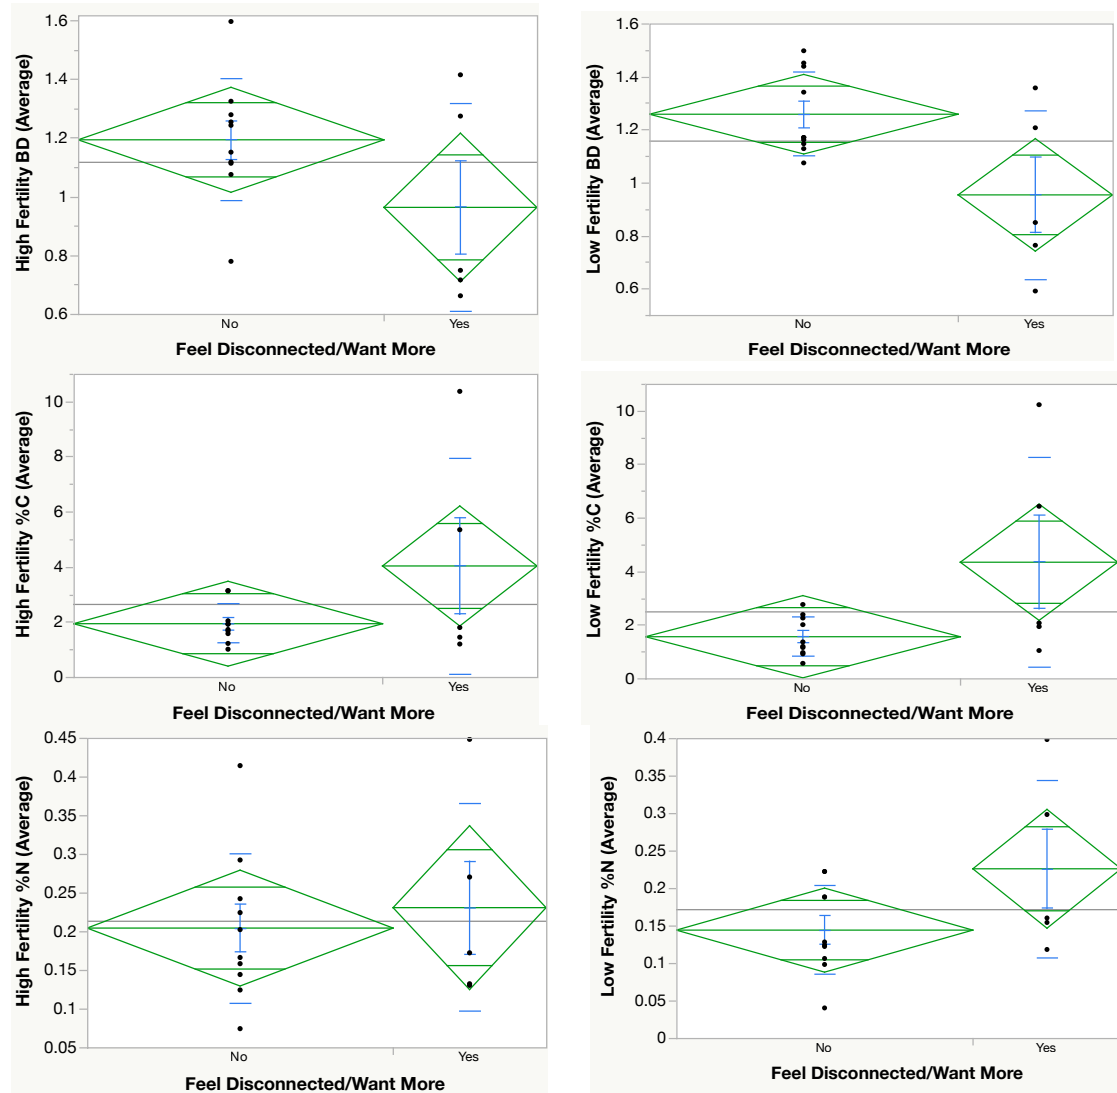 High Fertility BD (Average)
1.6
1.4
1.2
1
0.8
0.6
No
Yes
Feel Disconnected/Want More
Low Fertility BD (Average)
1.6
1.4
1.2
1
0.8
0.6
No
Yes
Feel Disconnected/Want More
High Fertility %C (Average)
10
8
6
4
2
0
No
Yes
Feel Disconnected/Want More
Low Fertility %C (Average)
10
8
6
4
2
0
No
Yes
Feel Disconnected/Want More
High Fertility %N (Average)
0.45
0.4
0.35
0.3
0.25
0.2
0.15
0.1
0.05
No
Yes
Feel Disconnected/Want More
Low Fertility %N (Average)
0.4
0.35
0.3
0.25
0.2
0.15
0.1
0.05
0
No
Yes
Feel Disconnected/Want More